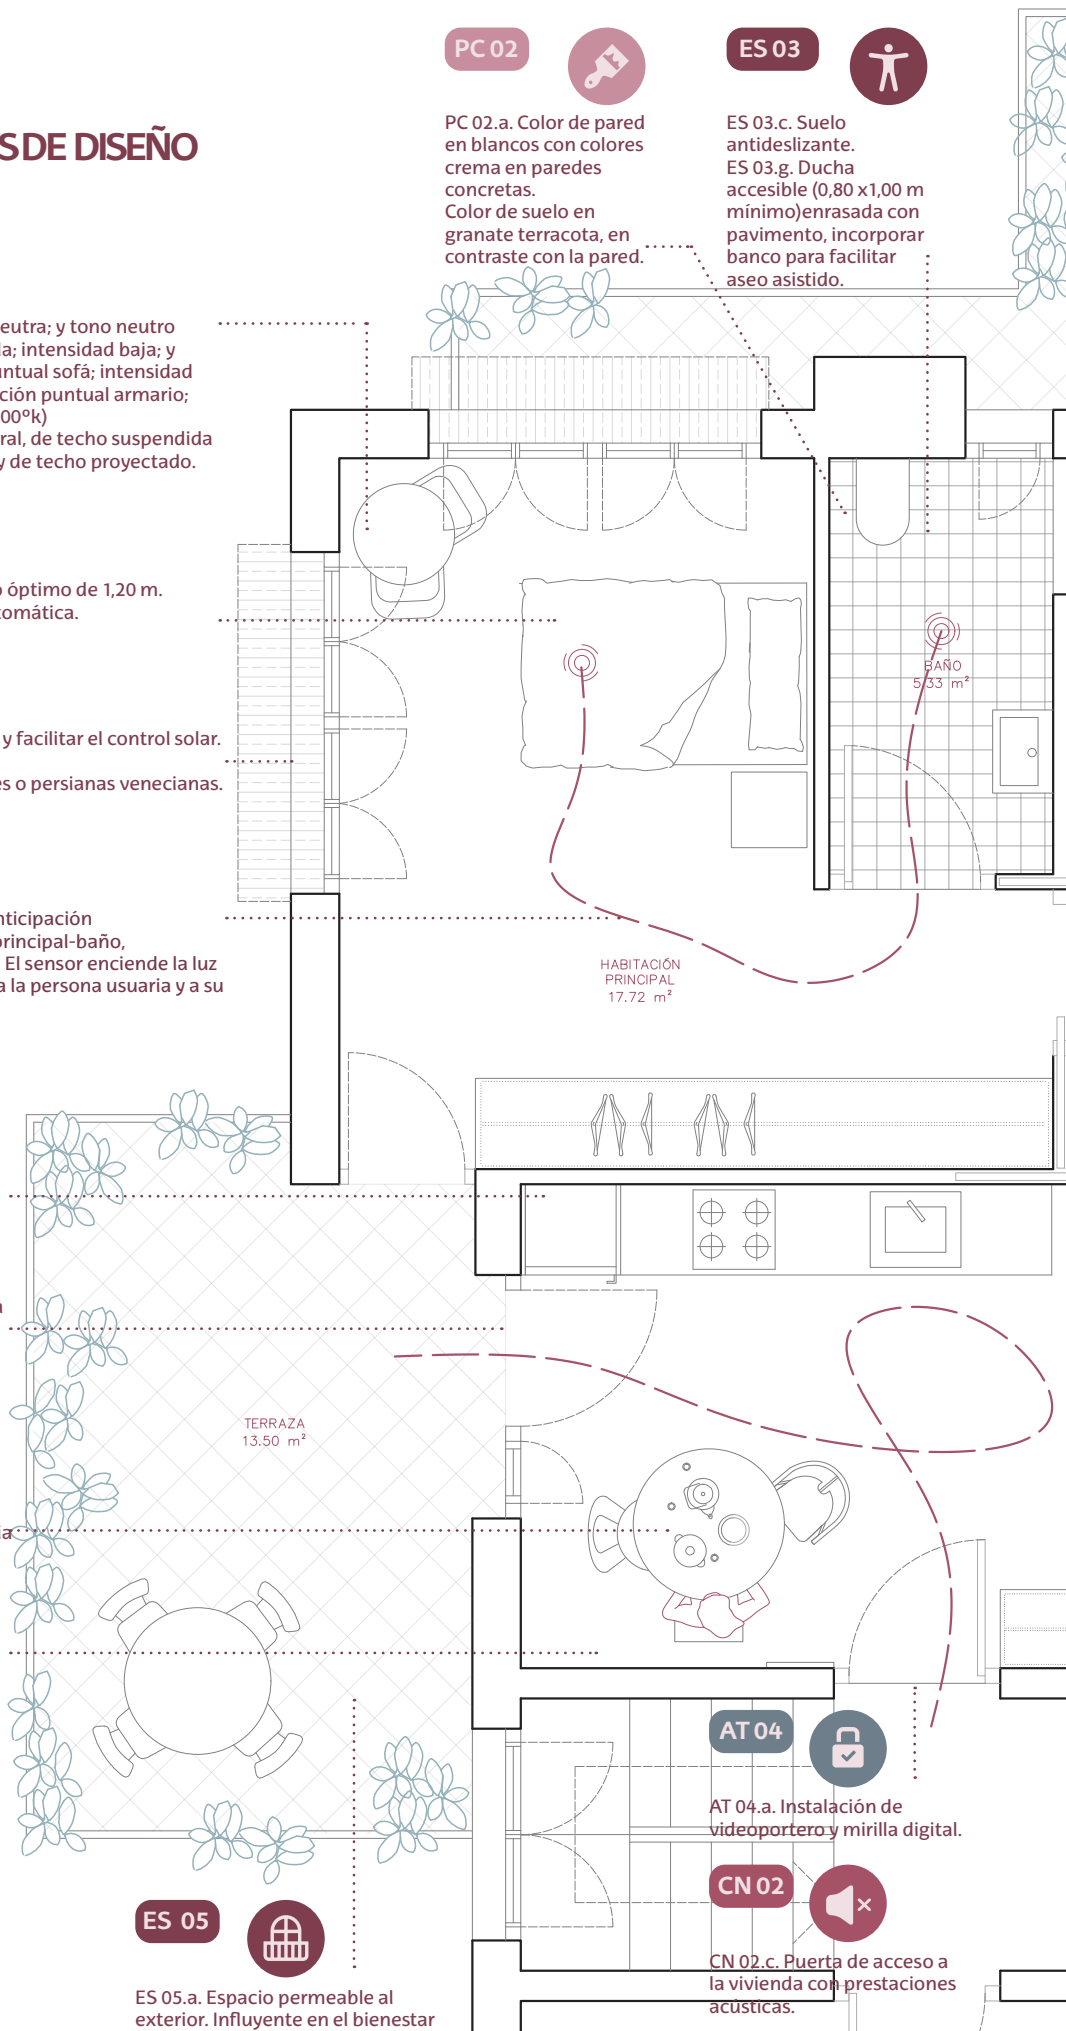 S DE DISEÑO
PC 02
PC 02.a. Color de pared
en blancos con colores
crema en paredes
concretas.
Color de suelo en
granate terracota, en
contraste con la pared.
ES 03
ES 03.c. Suelo
antideslizante.
ES 03.g. Ducha
accesible (0,80 x1,00 m
mínimo)enrasada con
pavimento, incorporar
banco para facilitar
aseo asistido.
eutra; y tono neutro
la; intensidad baja; y
untual sofá; intensidad
ción puntual armario;
00ºk)
ral, de techo suspendida
y de techo proyectado.
o óptimo de 1,20 m.
tomática.
y facilitar el control solar.
es o persianas venecianas.
nticipación
principal-baño,
El sensor enciende la luz
a la persona usuaria y a su
BAÑO
5.33 m²
HABITACIÓN
PRINCIPAL
17.72 m²
a
TERRAZA
13.50 m²
ia
AT 04
AT 04.a. Instalación de
videoportero y mirilla digital.
CN 02
CN 02.c. Puerta de acceso a
la vivienda con prestaciones
acústicas.
ES 05
ES 05.a. Espacio permeable al
exterior. Influyente en el bienestar